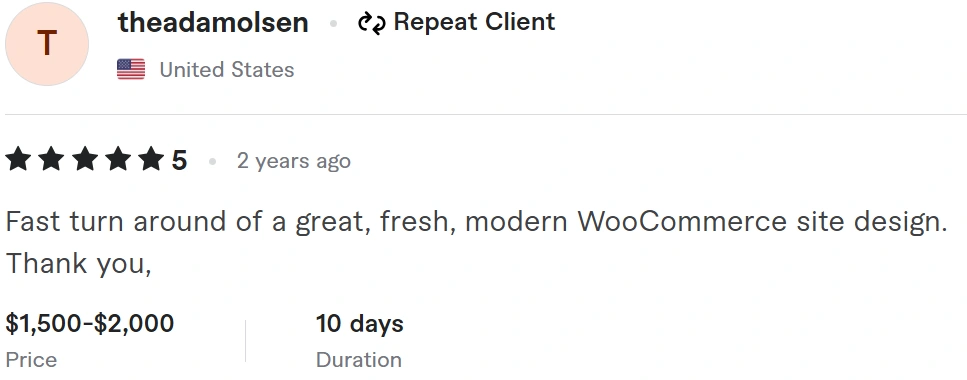 T
theadamolsen • Repeat Client
United States
5 • 2 years ago
Fast turn around of a great, fresh, modern WooCommerce site design.
Thank you,
$1,500-$2,000
Price
10 days
Duration